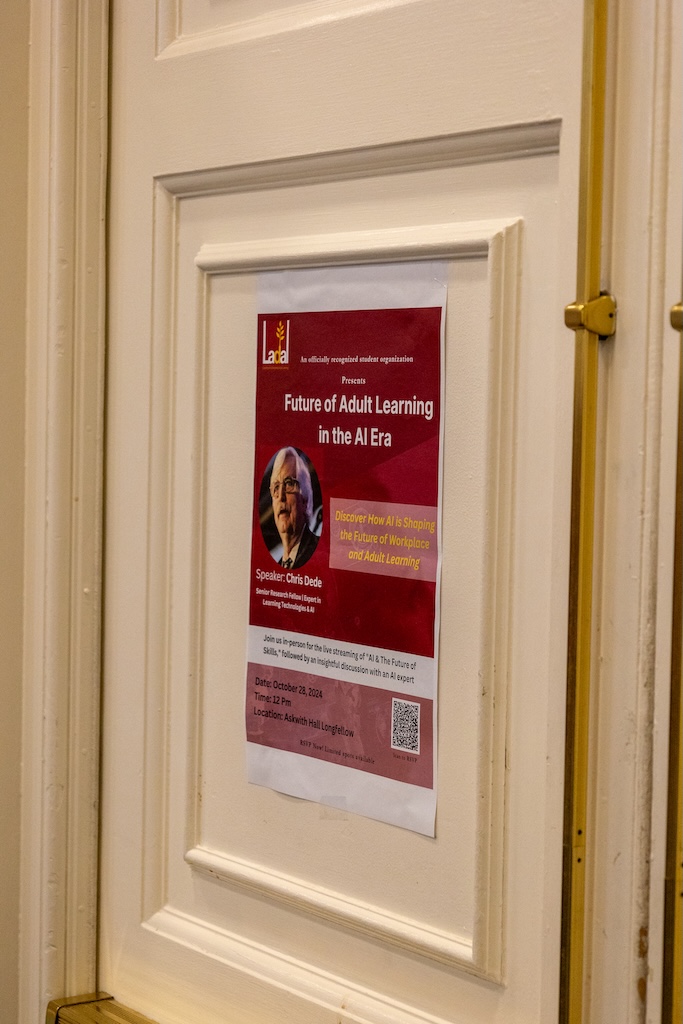 Ladal
An officially recognized student organization
Presents
Future of Adult Learning
in the AI Era
Discover How AI is Shaping
the Future of Workplace
and Adult Learning
Speaker: Chris Dede
Senior Research Fellow | Expert in
Learning Technologies & AI
Join us in-person for the live streaming of "AI & The Future of
Skills," followed by an insightful discussion with an AI expert
Date: October 28, 2024
Time: 12 Pm
Location: Askwith Hall Longfellow
RSVP Now! Limited spots available
Scan to RSVP